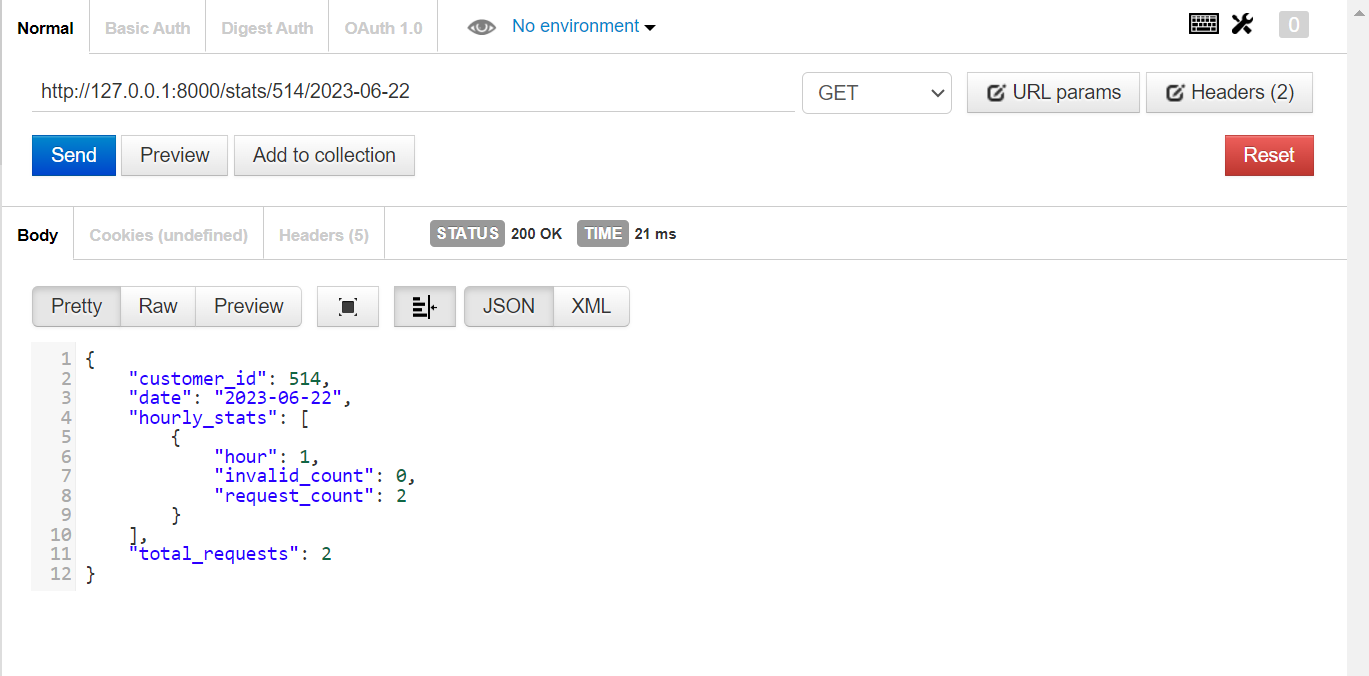 Normal Basic Auth Digest Auth OAuth 1.0 No environment 0
http://127.0.0.1:8000/stats/514/2023-06-22 GET URL params Headers (2)
Send Preview Add to collection Reset
Body Cookies (undefined) Headers (5) STATUS 200 OK TIME 21 ms
Pretty Raw Preview JSON XML
1 {
2 "customer_id": 514,
3 "date": "2023-06-22",
4 "hourly_stats": [
5 {
6 "hour": 1,
7 "invalid_count": 0,
8 "request_count": 2
9 }
10 ],
11 "total_requests": 2
12 }